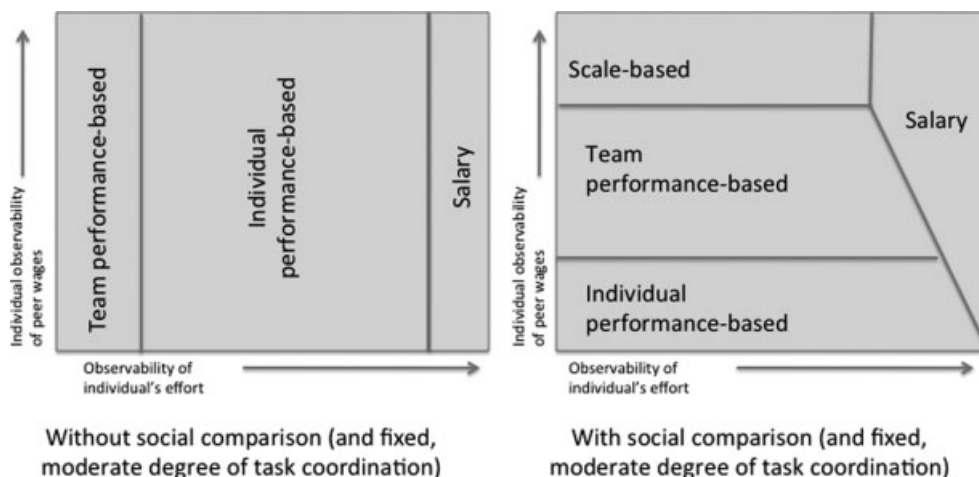 Individual observability
of peer wages
Team performance-based
Individual
performance-based
Salary
Observability of
individual's effort
Without social comparison (and fixed,
moderate degree of task coordination)
Individual observability
of peer wages
Scale-based
Team
performance-based
Salary
Individual
performance-based
Observability of
individual's effort
With social comparison (and fixed,
moderate degree of task coordination)